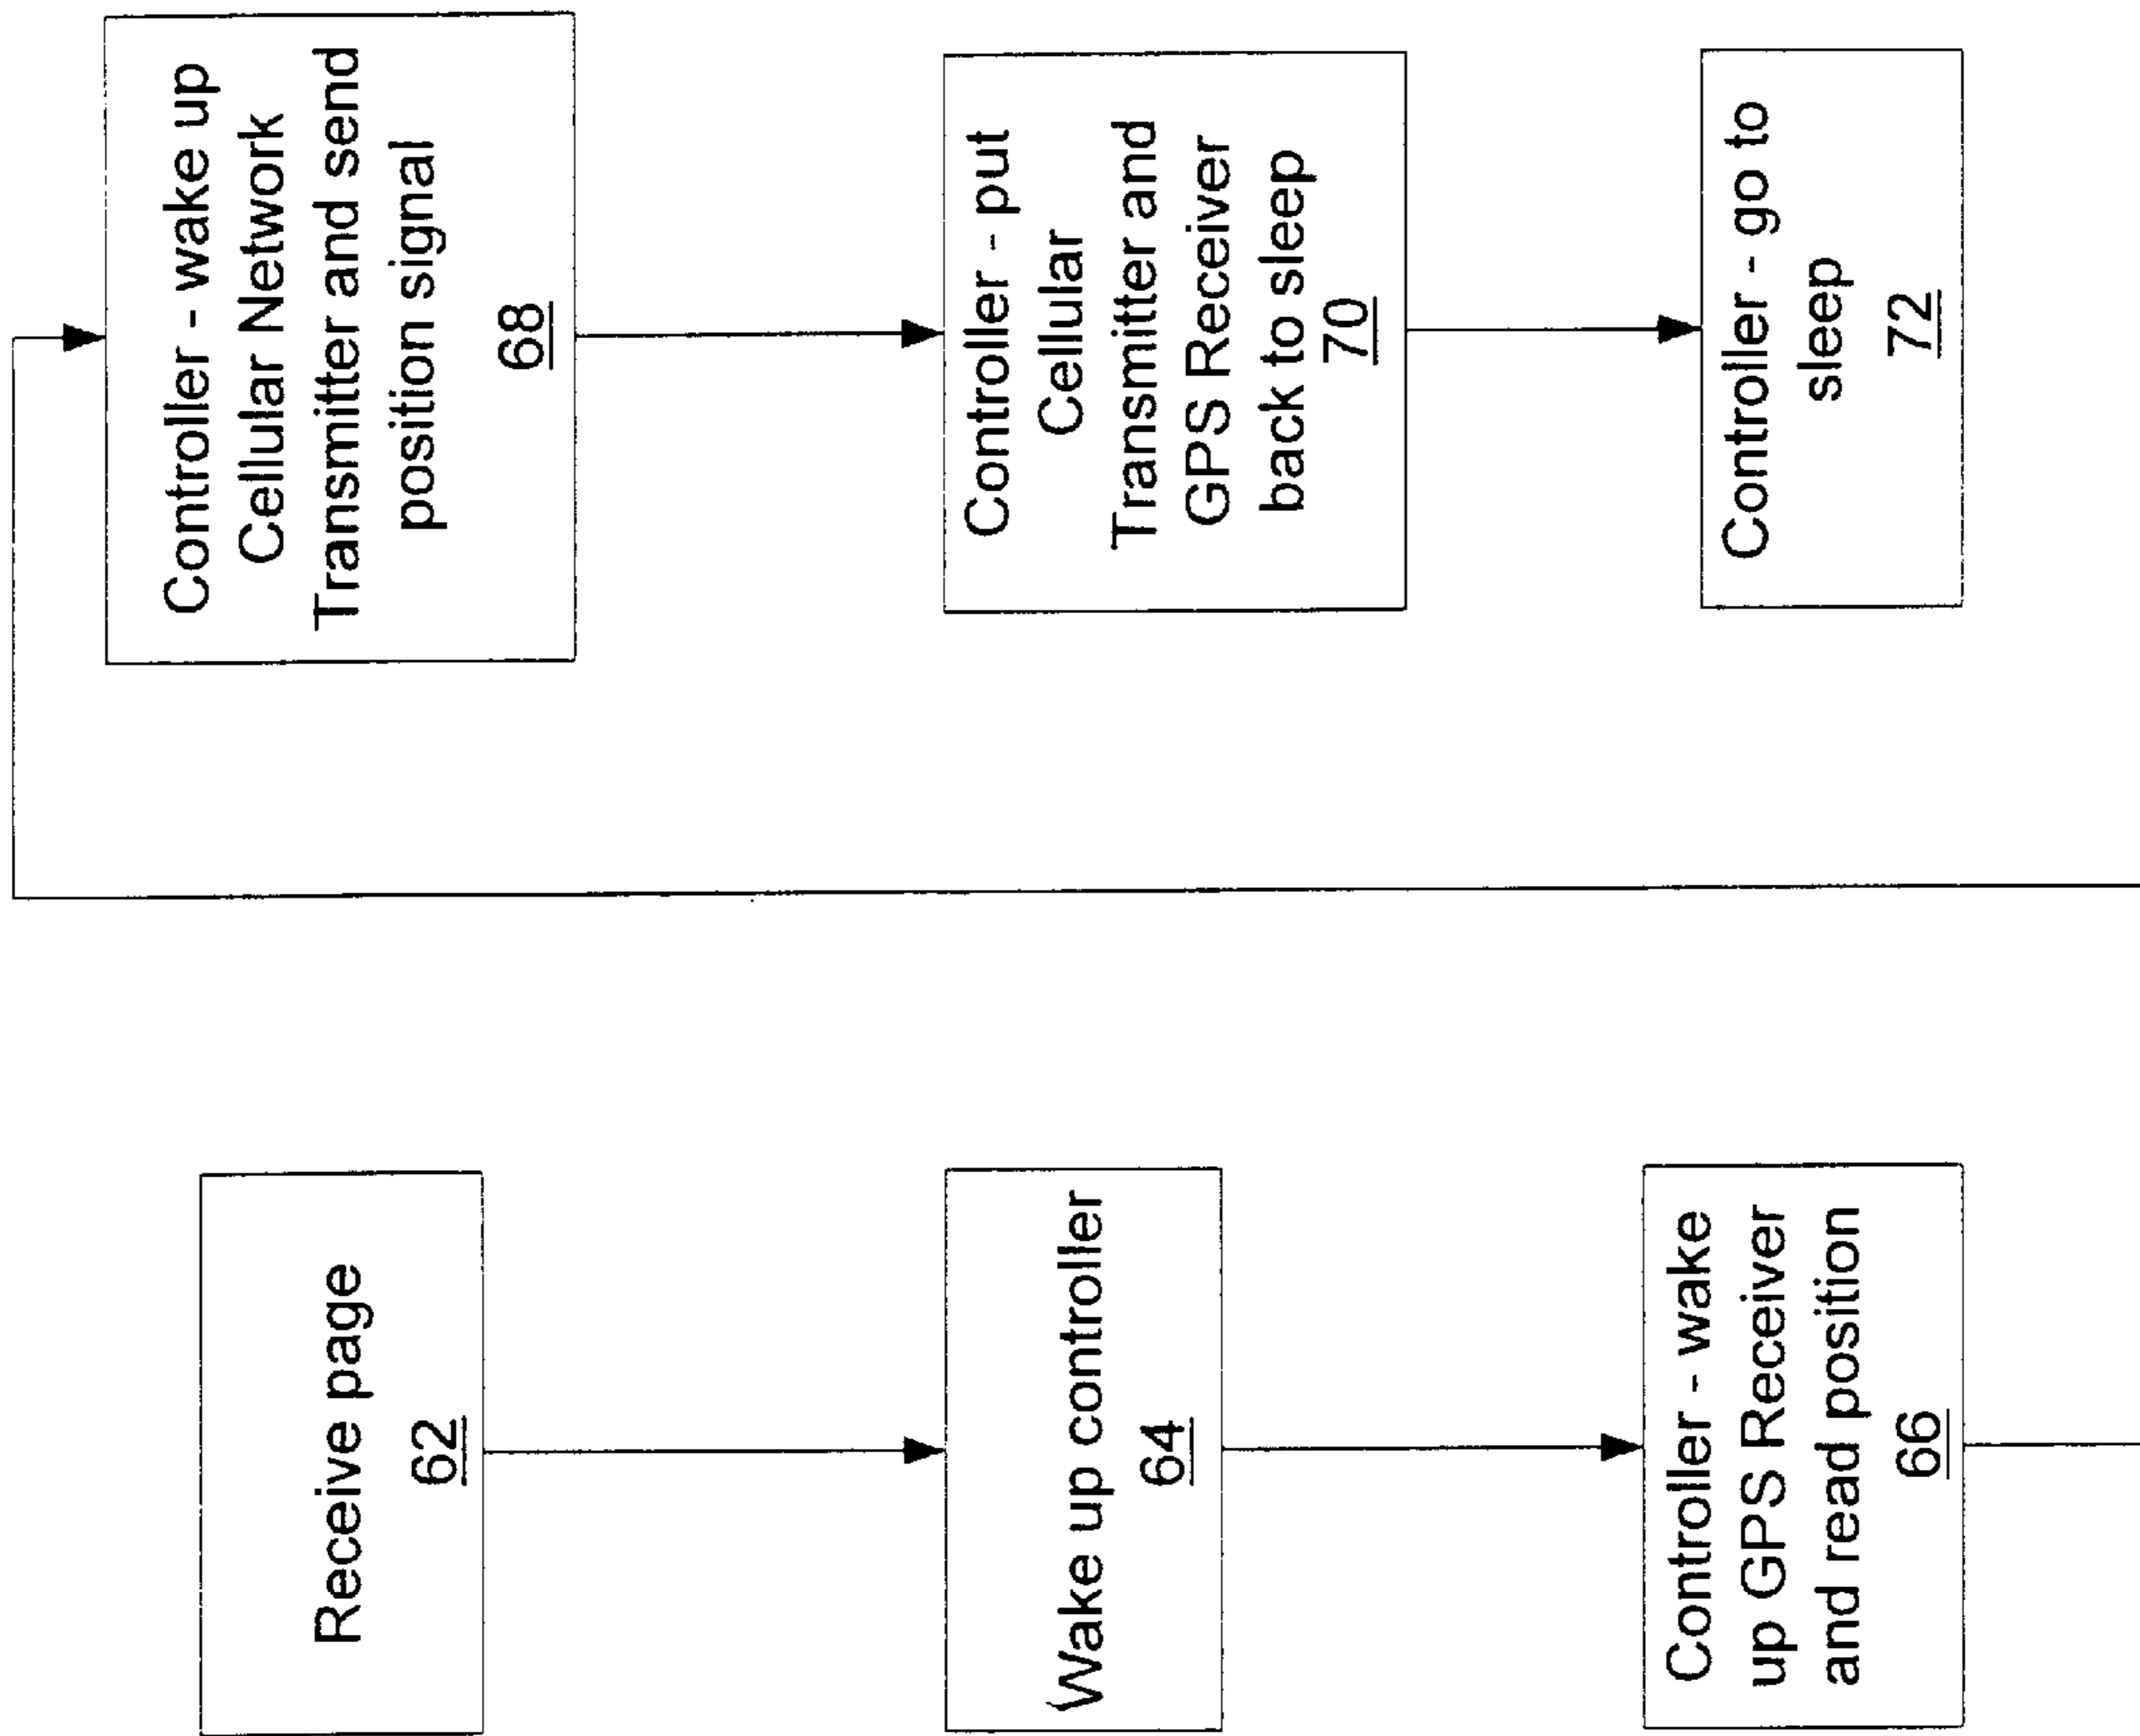 Receive page
62
Wake up controller
64
Controller - wake
up GPS Receiver
and read position
66
Controller - wake up
Cellular Network
Transmitter and send
position signal
68
Controller - put
Cellular
Transmitter and
GPS Receiver
back to sleep
70
Controller - go to
sleep
72